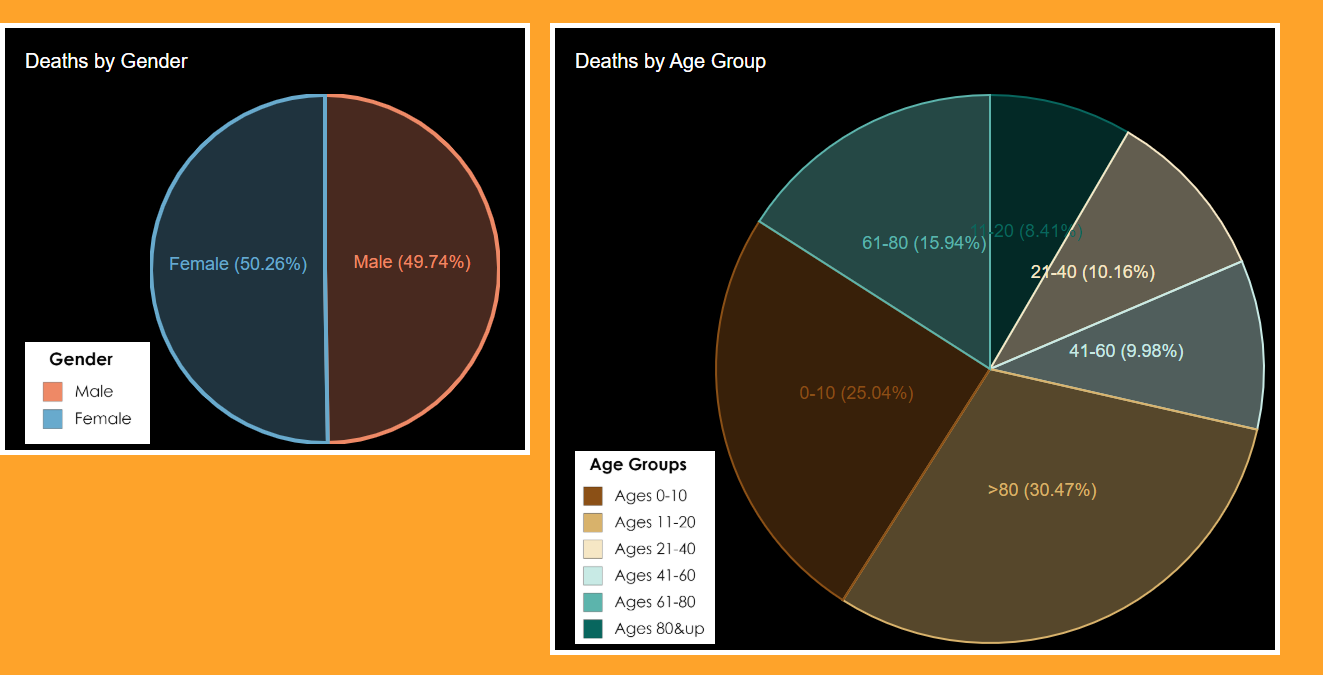 Deaths by Gender
Female (50.26%)
Male (49.74%)
Gender
Male
Female
Deaths by Age Group
11-20 (8.41%)
61-80 (15.94%)
21-40 (10.16%)
41-60 (9.98%)
0-10 (25.04%)
>80 (30.47%)
Age Groups
Ages 0-10
Ages 11-20
Ages 21-40
Ages 41-60
Ages 61-80
Ages 80&up